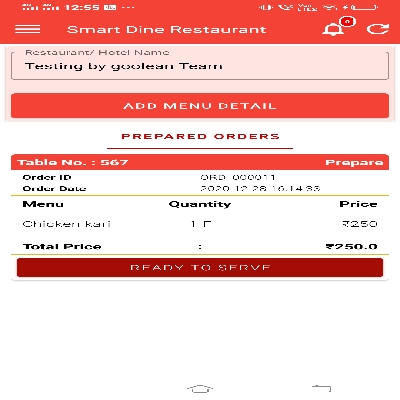 12:55
Smart Dine Restaurant
0
Restaurant/ Hotel Name
Testing by goolean Team
ADD MENU DETAIL
PREPARED ORDERS
Table No. : 567 Prepare
Order ID ORD_000011
Order Date 2020-12-28 16:14:33
Menu Quantity Price
Chicken kari 1 F ₹250
Total Price : ₹250.0
READY TO SERVE